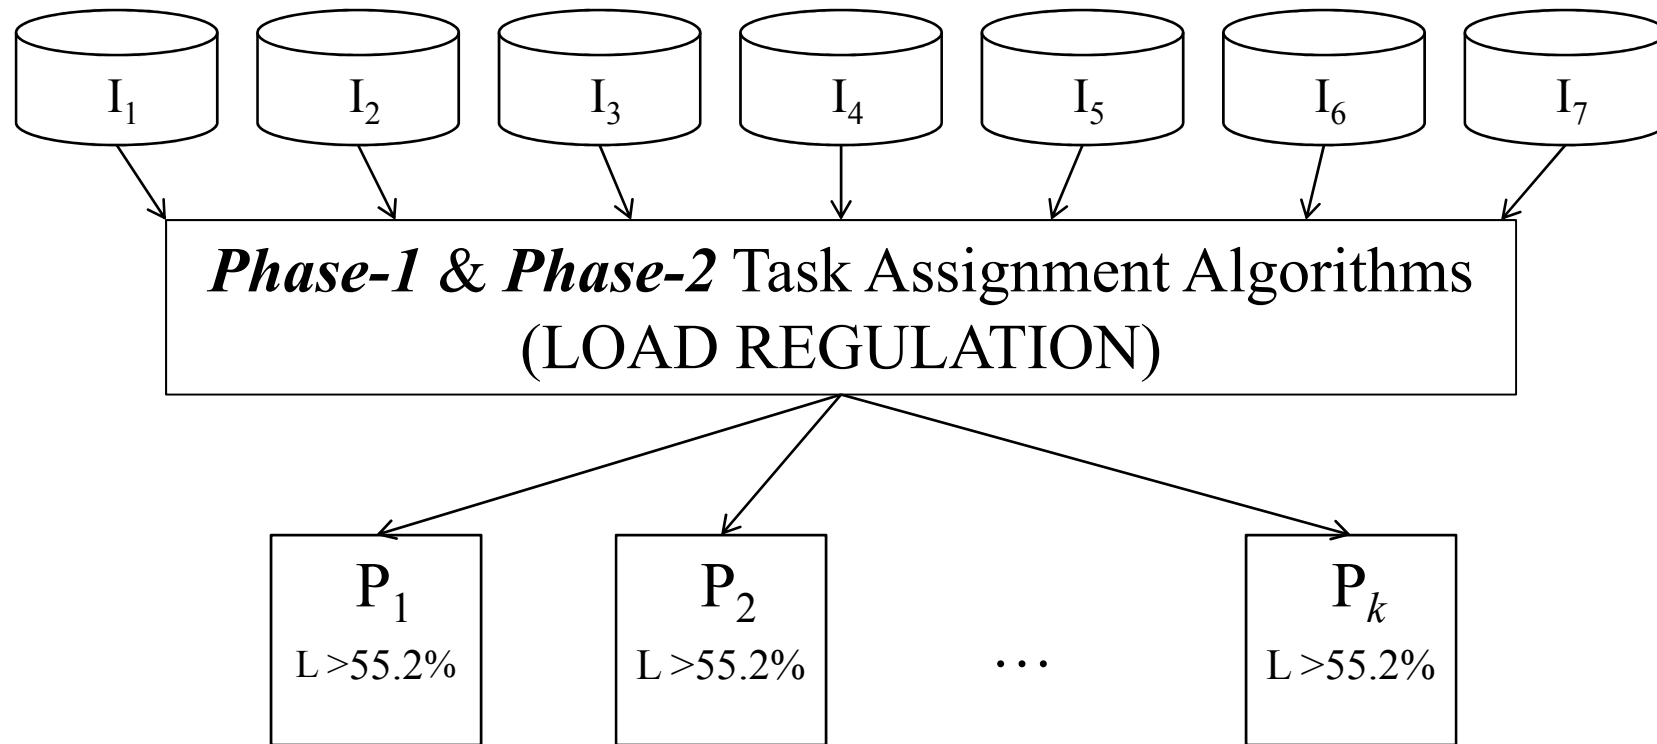 I₁ I₂ I₃ I₄ I₅ I₆ I₇
Phase-1 & Phase-2 Task Assignment Algorithms
(LOAD REGULATION)
P₁ P₂ Pₖ
L >55.2% L >55.2% … L >55.2%